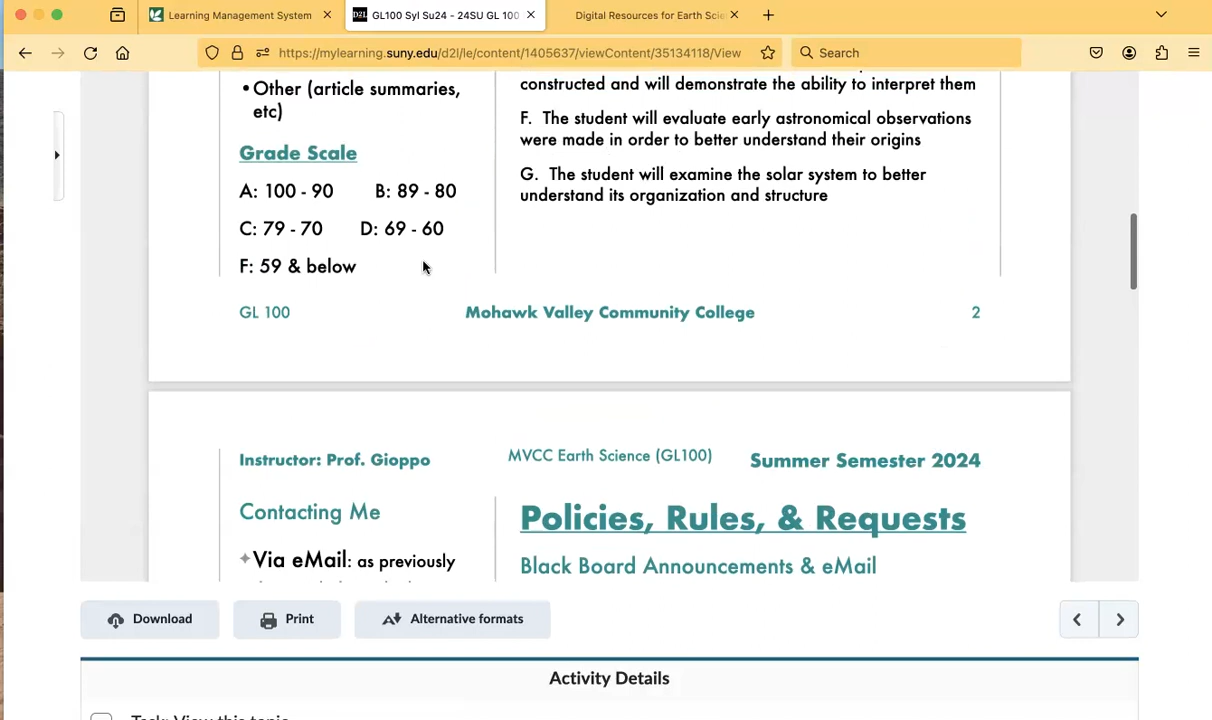 Learning Management System
D2L
GL100 Syl Su24 - 24SU GL 100
Digital Resources for Earth Scie
https://mylearning.suny.edu/d2l/le/content/1405637/viewContent/35134118/View
Search
• Other (article summaries,
etc)
Grade Scale
A: 100 - 90 B: 89 - 80
C: 79 - 70 D: 69 - 60
F: 59 & below
constructed and will demonstrate the ability to interpret them
F. The student will evaluate early astronomical observations
were made in order to better understand their origins
G. The student will examine the solar system to better
understand its organization and structure
GL 100 Mohawk Valley Community College 2
Instructor: Prof. Gioppo MVCC Earth Science (GL100) Summer Semester 2024
Contacting Me
Via eMail: as previously
Policies, Rules, & Requests
Black Board Announcements & eMail
Download
Print
Alternative formats
Activity Details
Task: View this topic